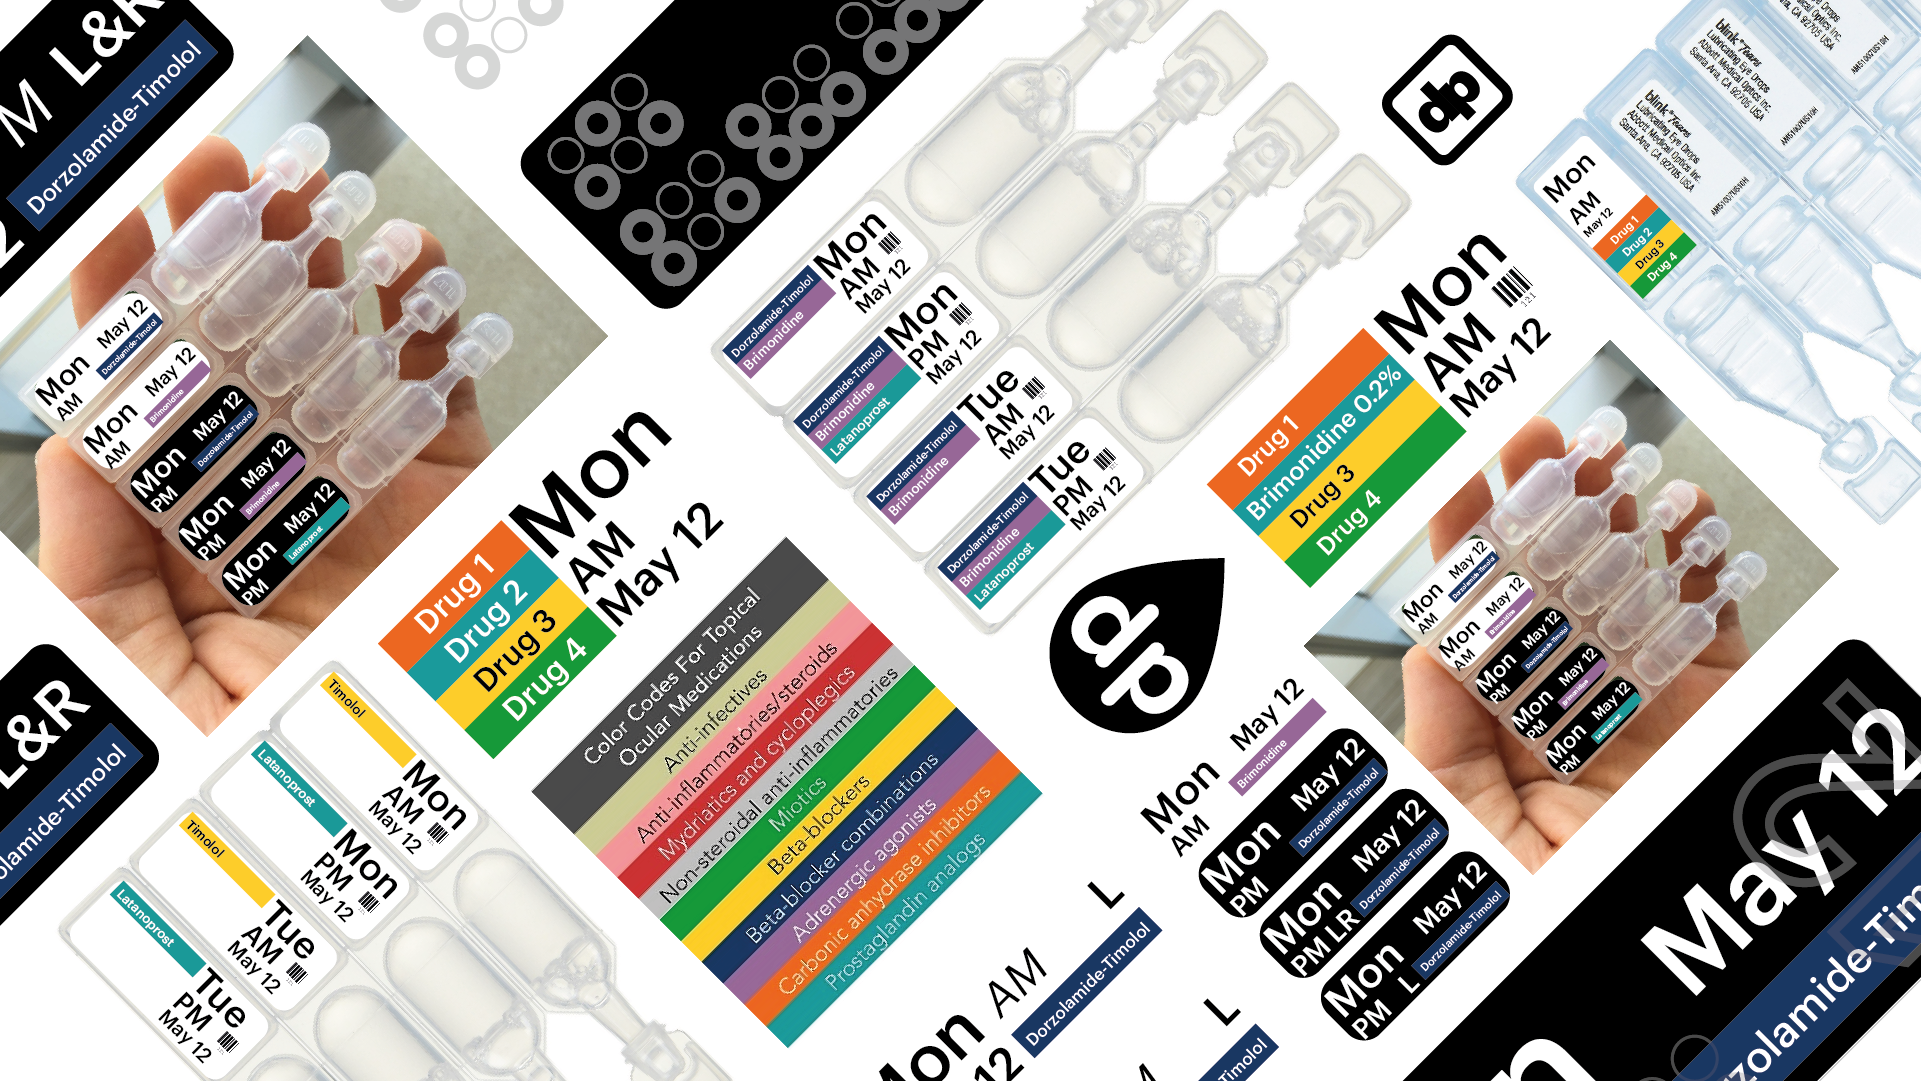 M L&R
Dorzolamide-Timolol
Mon
AM
May 12
Dorzolamide-Timolol
Mon
AM
May 12
Brimonidine
Mon
PM
May 12
Dorzolamide-Timolol
Mon
PM
May 12
Brimonidine
Mon
PM
May 12
Latanoprost
Dorzolamide-Timolol
Brimonidine
Mon
AM
May 12
Dorzolamide-Timolol
Brimonidine
Latanoprost
Mon
PM
May 12
Dorzolamide-Timolol
Brimonidine
Tue
AM
May 12
Dorzolamide-Timolol
Brimonidine
Latanoprost
Tue
PM
May 12
dp
blink Tears
Lubricating Eye Drops
Abbott Medical Optics Inc.
Santa Ana, CA 92705 USA
blink Tears
Lubricating Eye Drops
Abbott Medical Optics Inc.
Santa Ana, CA 92705 USA
Mon
AM
May 12
Drug 1
Drug 2
Drug 3
Drug 4
Drug 1
Brimonidine 0.2%
Drug 3
Drug 4
Mon
AM
May 12
121
Drug 1
Drug 2
Drug 3
Drug 4
Mon
AM
May 12
Color Codes For Topical
Ocular Medications
Anti-infectives
Anti-inflammatories/steroids
Mydriatics and cycloplegics
Non-steroidal anti-inflammatories
Miotics
Beta-blockers
Beta-blocker combinations
Adrenergic agonists
Carbonic anhydrase inhibitors
Prostaglandin analogs
dp
Mon
AM
May 12
Dorzolamide-Timolol
Mon
AM
May 12
Brimonidine
Mon
PM
May 12
Dorzolamide-Timolol
Mon
PM
May 12
Brimonidine
Mon
PM
May 12
Latanoprost
L&R
olamide-Timolol
Timolol
Mon
AM
May 12
Latanoprost
Mon
PM
May 12
Timolol
Tue
AM
May 12
Latanoprost
Tue
PM
May 12
Mon
AM
May 12
Brimonidine
Mon
PM
May 12
Dorzolamide-Timolol
Mon
PM LR
May 12
Dorzolamide-Timolol
Mon
PM L
May 12
Dorzolamide-Timolol
Mon AM L
12 Dorzolamide-Timolol
L
Timolol
May 12
rzolamide-Tim